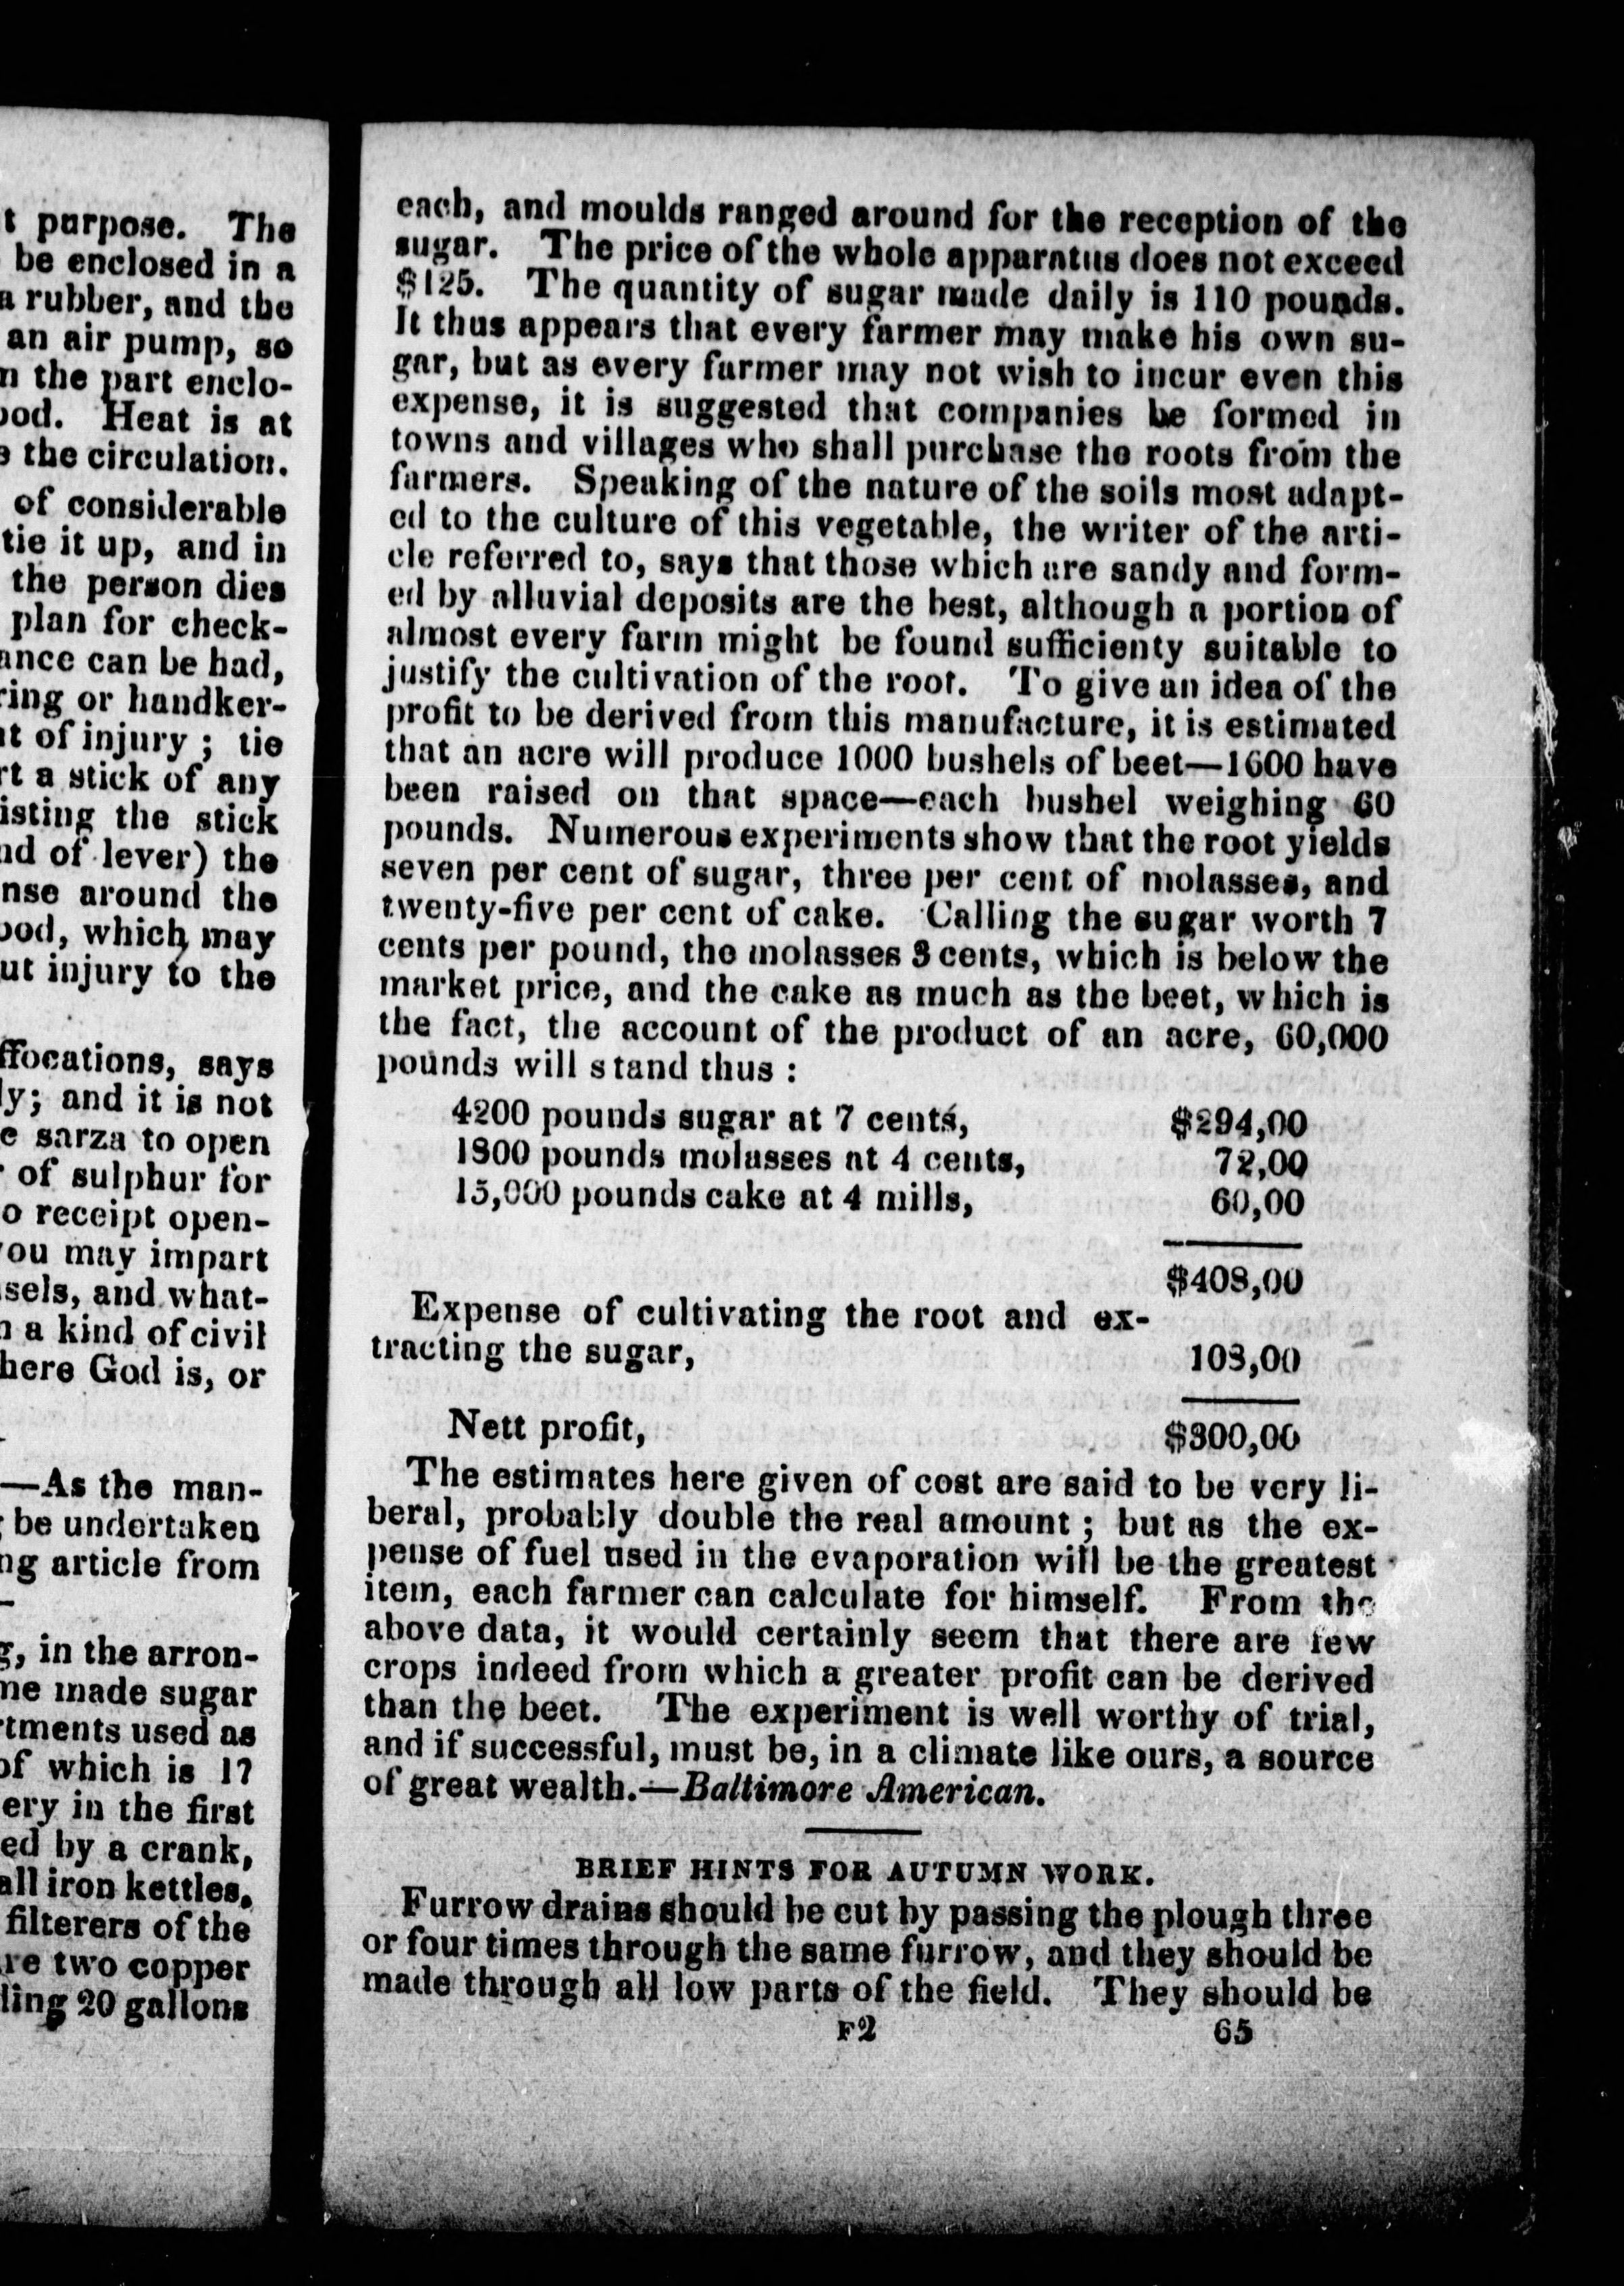 t purpose. The
be enclosed in a
a rubber, and the
an air pump, so
n the part enclo-
ood. Heat is at
e the circulation.
of considerable
tie it up, and in
the person dies
plan for check-
ance can be had,
ring or handker-
nt of injury ; tie
rt a stick of any
isting the stick
nd of lever) the
nse around the
ood, which may
ut injury to the
ffocations, says
ly; and it is not
e sarza to open
r of sulphur for
o receipt open-
you may impart
sels, and what-
n a kind of civil
here God is, or
—As the man-
g be undertaken
ng article from
g, in the arron-
me made sugar
rtments used as
of which is 17
ery in the first
ed by a crank,
all iron kettles,
filterers of the
are two copper
ling 20 gallons
each, and moulds ranged around for the reception of the
sugar. The price of the whole apparatus does not exceed
$125. The quantity of sugar made daily is 110 pounds.
It thus appears that every farmer may make his own su-
gar, but as every farmer may not wish to incur even this
expense, it is suggested that companies be formed in
towns and villages who shall purchase the roots from the
farmers. Speaking of the nature of the soils most adapt-
ed to the culture of this vegetable, the writer of the arti-
cle referred to, says that those which are sandy and form-
ed by alluvial deposits are the best, although a portion of
almost every farm might be found sufficienty suitable to
justify the cultivation of the root. To give an idea of the
profit to be derived from this manufacture, it is estimated
that an acre will produce 1000 bushels of beet—1600 have
been raised on that space—each bushel weighing 60
pounds. Numerous experiments show that the root yields
seven per cent of sugar, three per cent of molasses, and
twenty-five per cent of cake. Calling the sugar worth 7
cents per pound, the molasses 3 cents, which is below the
market price, and the cake as much as the beet, which is
the fact, the account of the product of an acre, 60,000
pounds will stand thus :
4200 pounds sugar at 7 cents, $294,00
1800 pounds molasses at 4 cents, 72,00
15,000 pounds cake at 4 mills, 60,00
$408,00
Expense of cultivating the root and ex-
tracting the sugar, 108,00
Nett profit, $300,00
The estimates here given of cost are said to be very li-
beral, probably double the real amount ; but as the ex-
pense of fuel used in the evaporation will be the greatest
item, each farmer can calculate for himself. From the
above data, it would certainly seem that there are few
crops indeed from which a greater profit can be derived
than the beet. The experiment is well worthy of trial,
and if successful, must be, in a climate like ours, a source
of great wealth.—Baltimore American.
BRIEF HINTS FOR AUTUMN WORK.
Furrow drains should be cut by passing the plough three
or four times through the same furrow, and they should be
made through all low parts of the field. They should be
F2 65